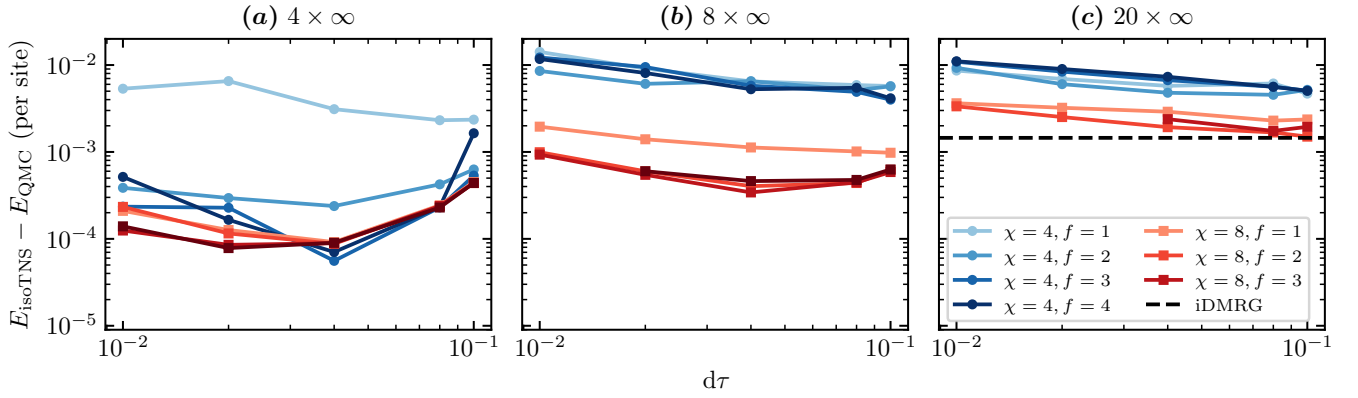 (a) 4 × ∞
(b) 8 × ∞
(c) 20 × ∞
E_isoTNS − E_QMC (per site)
10⁻²
10⁻³
10⁻⁴
10⁻⁵
10⁻² 10⁻¹
10⁻² 10⁻¹
10⁻² 10⁻¹
dτ
χ = 4, f = 1
χ = 4, f = 2
χ = 4, f = 3
χ = 4, f = 4
χ = 8, f = 1
χ = 8, f = 2
χ = 8, f = 3
iDMRG